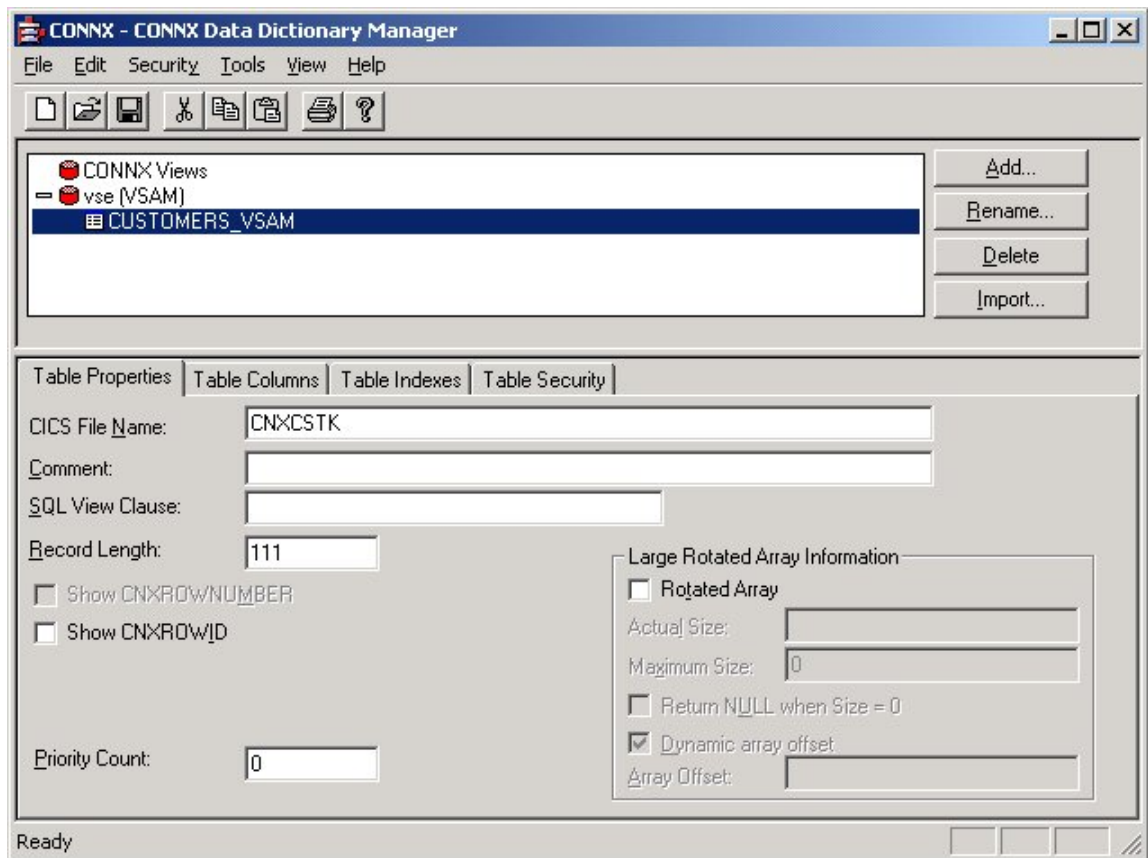 CONNX - CONNX Data Dictionary Manager
File Edit Security Tools View Help
CONNX Views
vse (VSAM)
CUSTOMERS_VSAM
Add...
Rename...
Delete
Import...
Table Properties Table Columns Table Indexes Table Security
CICS File Name: CNXCSTK
Comment:
SQL View Clause:
Record Length: 111
Show CNXROWNUMBER
Show CNXROWID
Priority Count: 0
Large Rotated Array Information
Rotated Array
Actual Size:
Maximum Size: 0
Return NULL when Size = 0
Dynamic array offset
Array Offset:
Ready